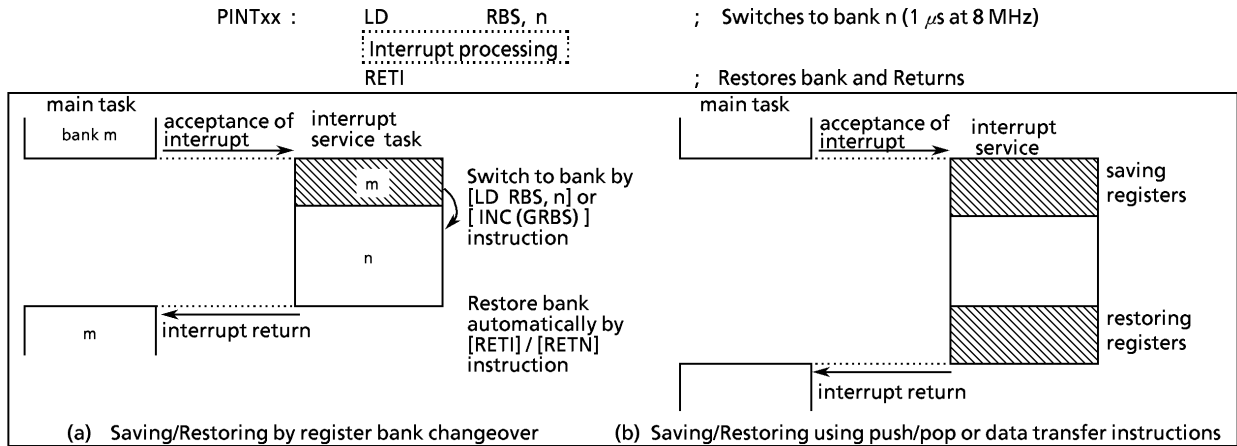 PINTxx : LD RBS, n ; Switches to bank n (1 μs at 8 MHz)
Interrupt processing
RETI ; Restores bank and Returns
main task
bank m
acceptance of
interrupt
interrupt
service task
m
Switch to bank by
[LD RBS, n] or
[ INC (GRBS) ]
instruction
n
Restore bank
automatically by
[RETI] / [RETN]
instruction
interrupt return
m
(a) Saving/Restoring by register bank changeover
main task
acceptance of
interrupt
interrupt
service
saving
registers
restoring
registers
interrupt return
(b) Saving/Restoring using push/pop or data transfer instructions